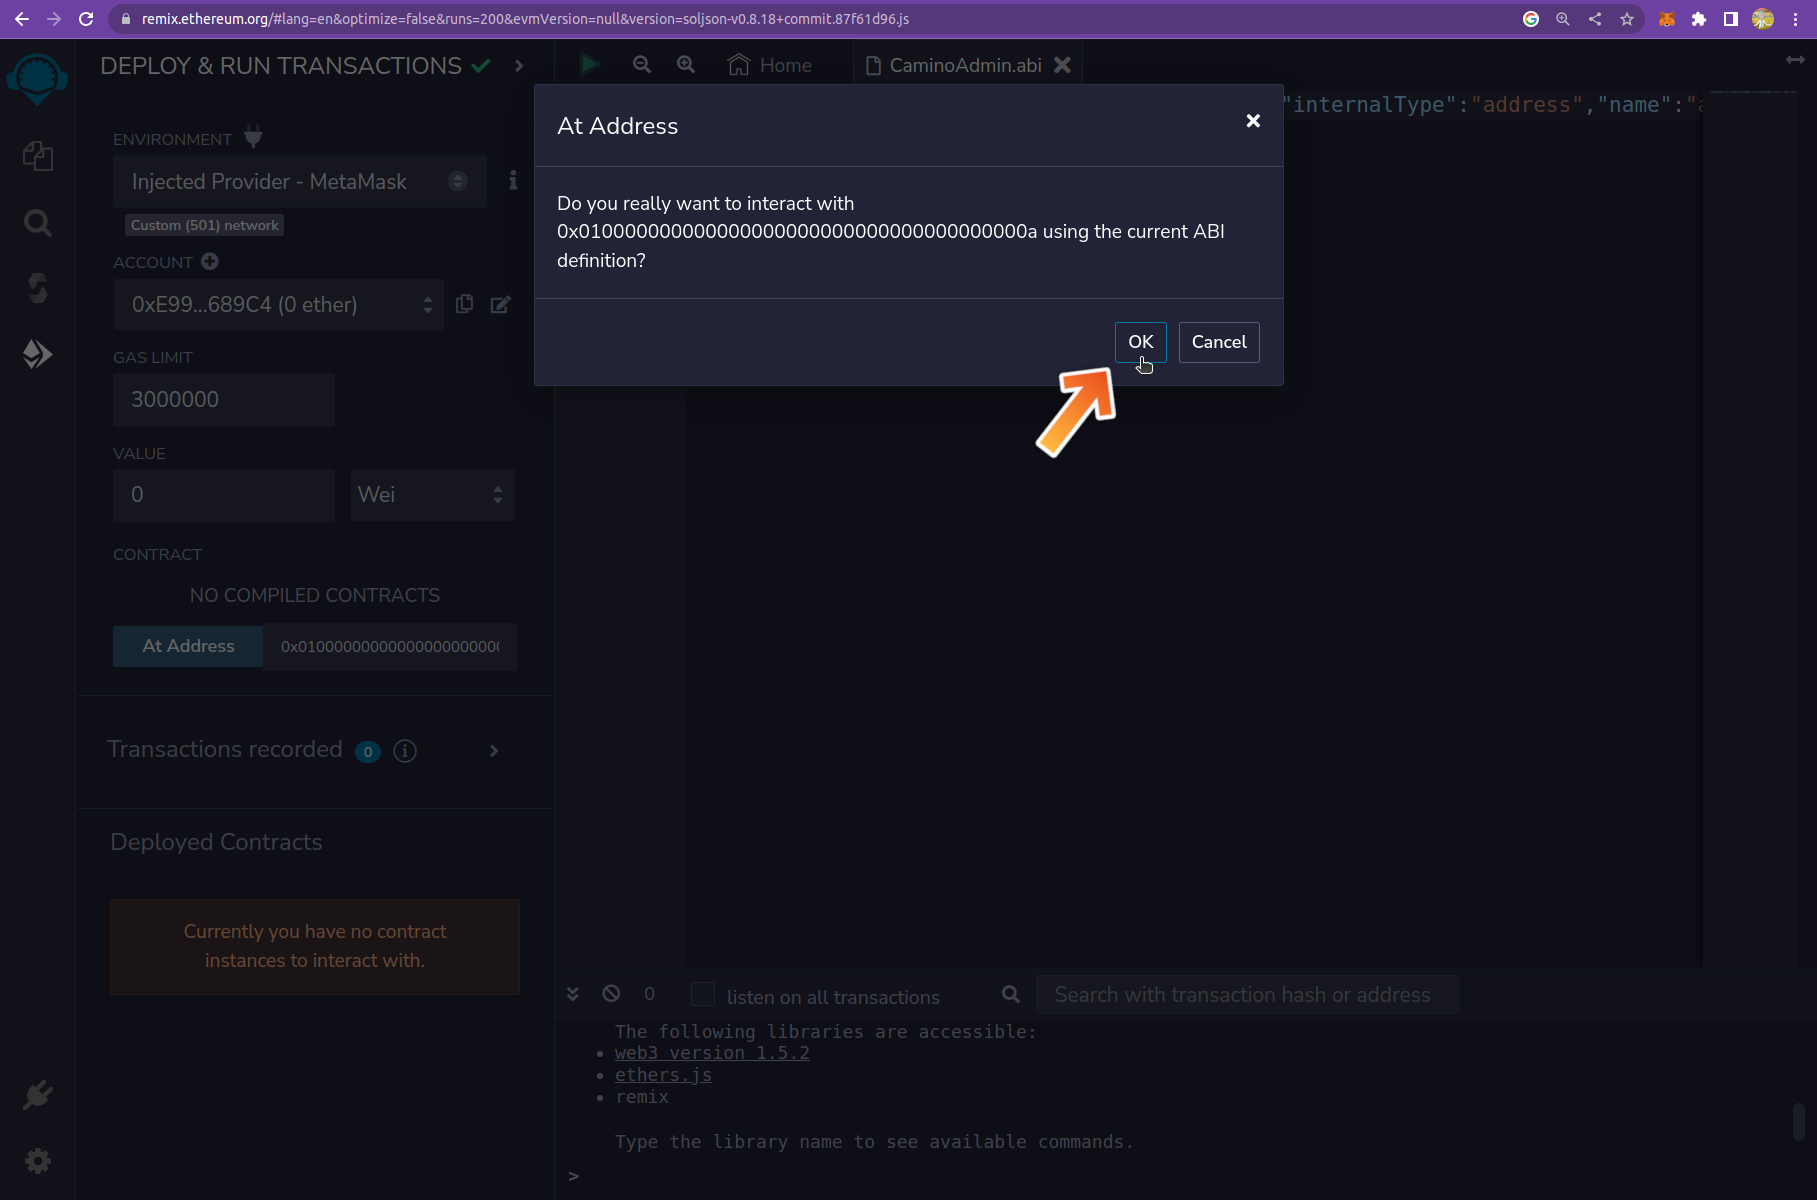 remix.ethereum.org/#lang=en&optimize=false&runs=200&evmVersion=null&version=soljson-v0.8.18+commit.87f61d96.js
DEPLOY & RUN TRANSACTIONS
Home
CaminoAdmin.abi
"internalType":"address","name":"a
At Address
Do you really want to interact with
0x010000000000000000000000000000000000000a using the current ABI
definition?
OK
Cancel
ENVIRONMENT
Injected Provider - MetaMask
Custom (501) network
ACCOUNT
0xE99...689C4 (0 ether)
GAS LIMIT
3000000
VALUE
0
Wei
CONTRACT
NO COMPILED CONTRACTS
At Address
0x01000000000000000000000
Transactions recorded 0
Deployed Contracts
Currently you have no contract
instances to interact with.
0
listen on all transactions
Search with transaction hash or address
The following libraries are accessible:
• web3 version 1.5.2
• ethers.js
• remix
Type the library name to see available commands.
>